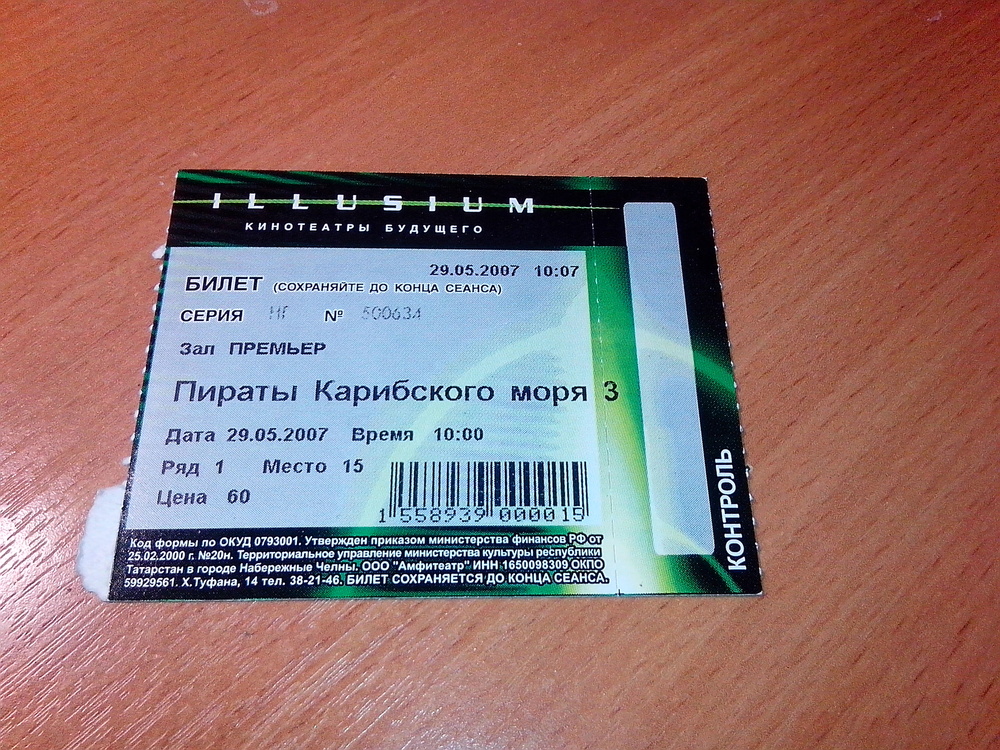 ILLUSIUM
КИНОТЕАТРЫ БУДУЩЕГО
29.05.2007 10:07
БИЛЕТ (СОХРАНЯЙТЕ ДО КОНЦА СЕАНСА)
СЕРИЯ НГ № 500634
Зал ПРЕМЬЕР
Пираты Карибского моря 3
Дата 29.05.2007 Время 10:00
Ряд 1 Место 15
Цена 60
1 558939 000015
Код формы по ОКУД 0793001. Утвержден приказом министерства финансов РФ от
25.02.2000 г. №20н. Территориальное управление министерства культуры республики
Татарстан в городе Набережные Челны. ООО "Амфитеатр" ИНН 1650098309 ОКПО
59929561. Х.Туфана, 14 тел. 38-21-46. БИЛЕТ СОХРАНЯЕТСЯ ДО КОНЦА СЕАНСА.
КОНТРОЛЬ